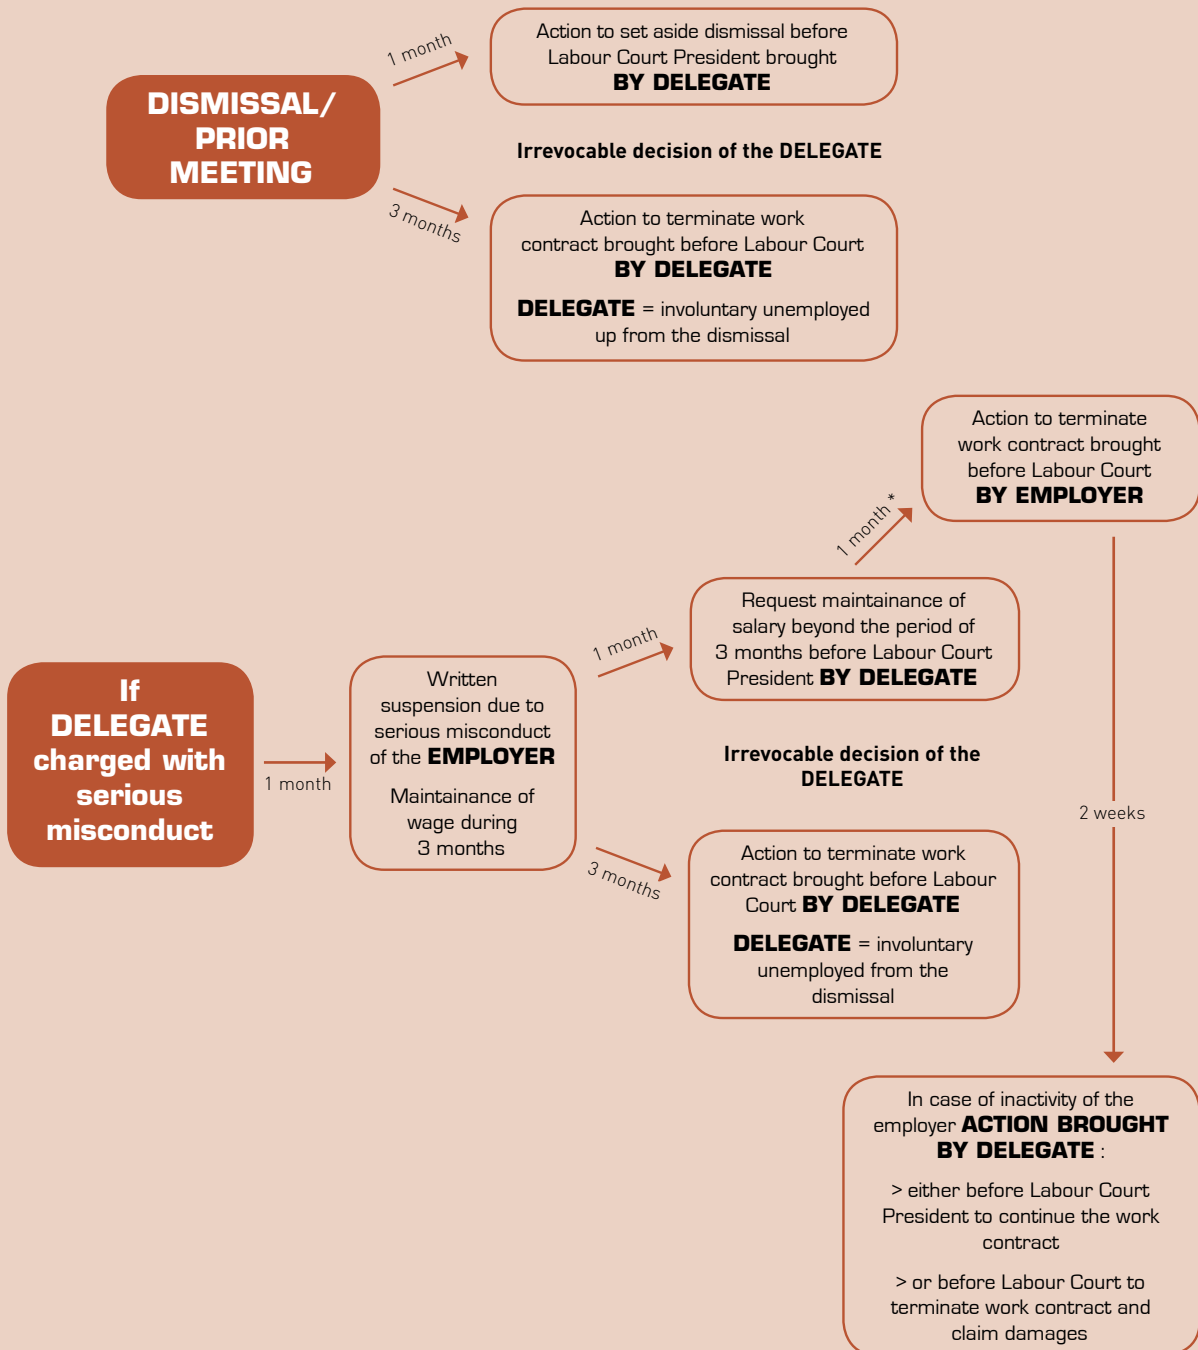 1 month
Action to set aside dismissal before
Labour Court President brought
BY DELEGATE
DISMISSAL/
PRIOR
MEETING
Irrevocable decision of the DELEGATE
3 months
Action to terminate work
contract brought before Labour Court
BY DELEGATE
DELEGATE = involuntary unemployed
up from the dismissal
Action to terminate
work contract brought
before Labour Court
BY EMPLOYER
1 month *
If
DELEGATE
charged with
serious
misconduct
1 month
Written
suspension due to
serious misconduct
of the EMPLOYER
Maintainance of
wage during
3 months
1 month
Request maintainance of
salary beyond the period of
3 months before Labour Court
President BY DELEGATE
Irrevocable decision of the
DELEGATE
3 months
Action to terminate work
contract brought before Labour
Court BY DELEGATE
DELEGATE = involuntary
unemployed from the
dismissal
2 weeks
In case of inactivity of the
employer ACTION BROUGHT
BY DELEGATE :
> either before Labour Court
President to continue the work
contract
> or before Labour Court to
terminate work contract and
claim damages